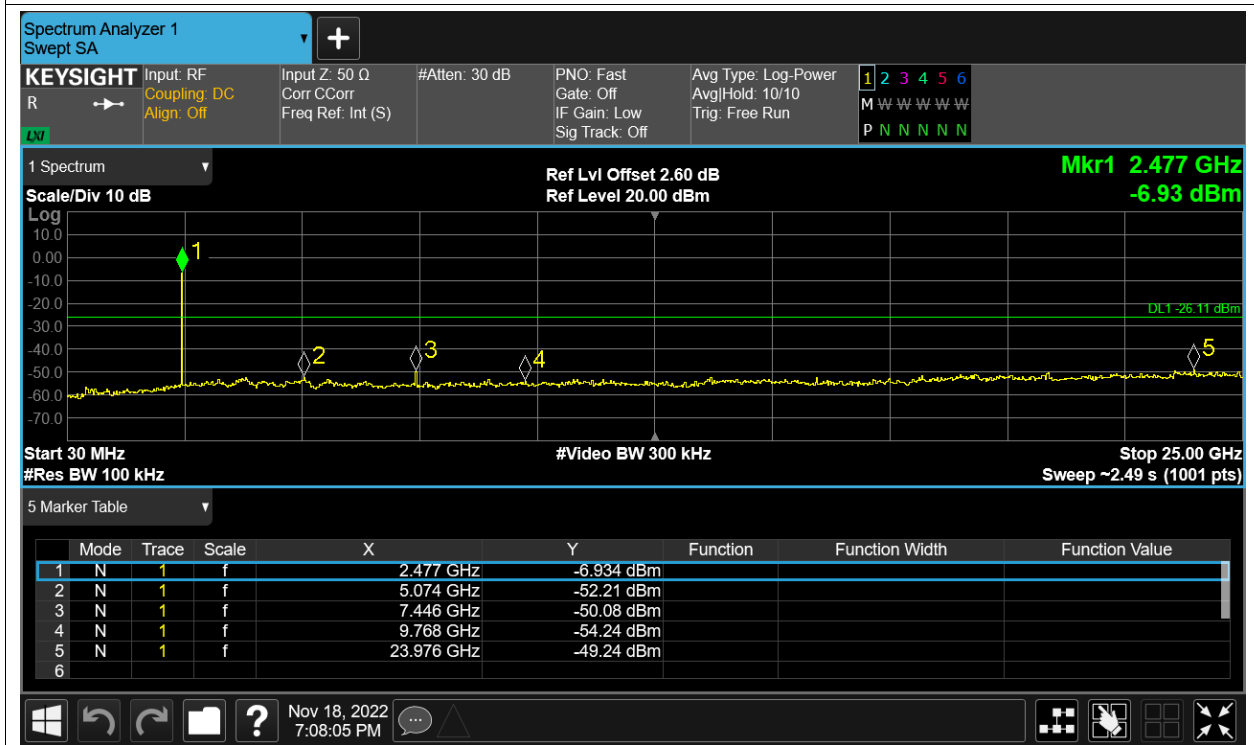 Spectrum Analyzer 1
Swept SA
KEYSIGHT Input: RF Input Z: 50 Ω #Atten: 30 dB PNO: Fast Avg Type: Log-Power 1 2 3 4 5 6
R Coupling: DC Corr CCorr Gate: Off Avg|Hold: 10/10 M W W W W W
Align: Off Freq Ref: Int (S) IF Gain: Low Trig: Free Run
LXI Sig Track: Off P N N N N N
1 Spectrum Ref Lvl Offset 2.60 dB Mkr1 2.477 GHz
Scale/Div 10 dB Ref Level 20.00 dBm -6.93 dBm
Log
10.0
0.00 1
-10.0
-20.0 DL1 -26.11 dBm
-30.0
-40.0 2 3 4 5
-50.0
-60.0
-70.0
Start 30 MHz #Video BW 300 kHz Stop 25.00 GHz
#Res BW 100 kHz Sweep ~2.49 s (1001 pts)
5 Marker Table
Mode Trace Scale X Y Function Function Width Function Value
1 N 1 f 2.477 GHz -6.934 dBm
2 N 1 f 5.074 GHz -52.21 dBm
3 N 1 f 7.446 GHz -50.08 dBm
4 N 1 f 9.768 GHz -54.24 dBm
5 N 1 f 23.976 GHz -49.24 dBm
6
? Nov 18, 2022
7:08:05 PM